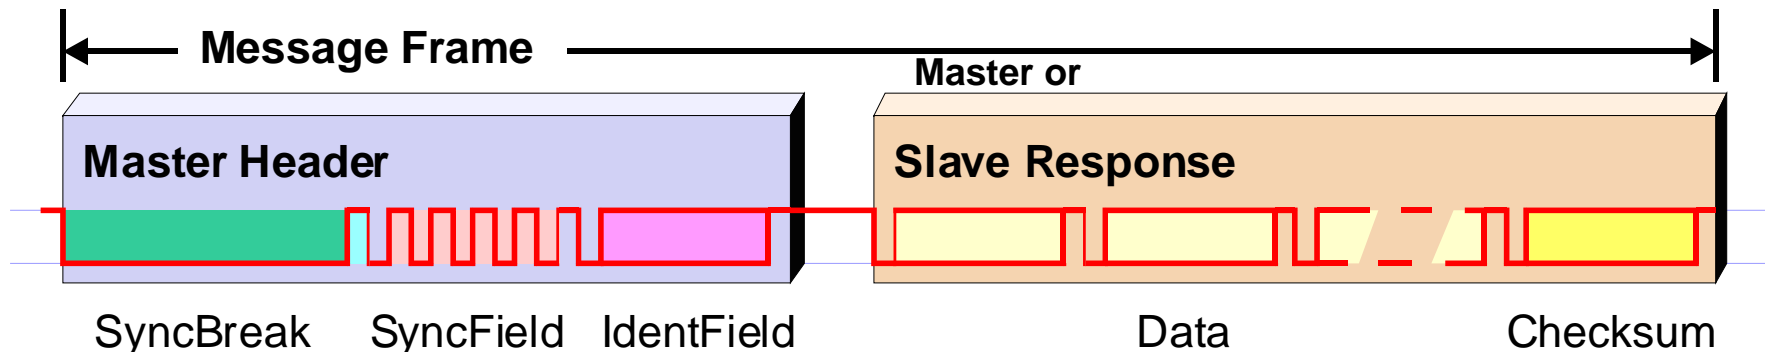 Message Frame
Master or
Master Header
Slave Response
SyncBreak SyncField IdentField Data Checksum